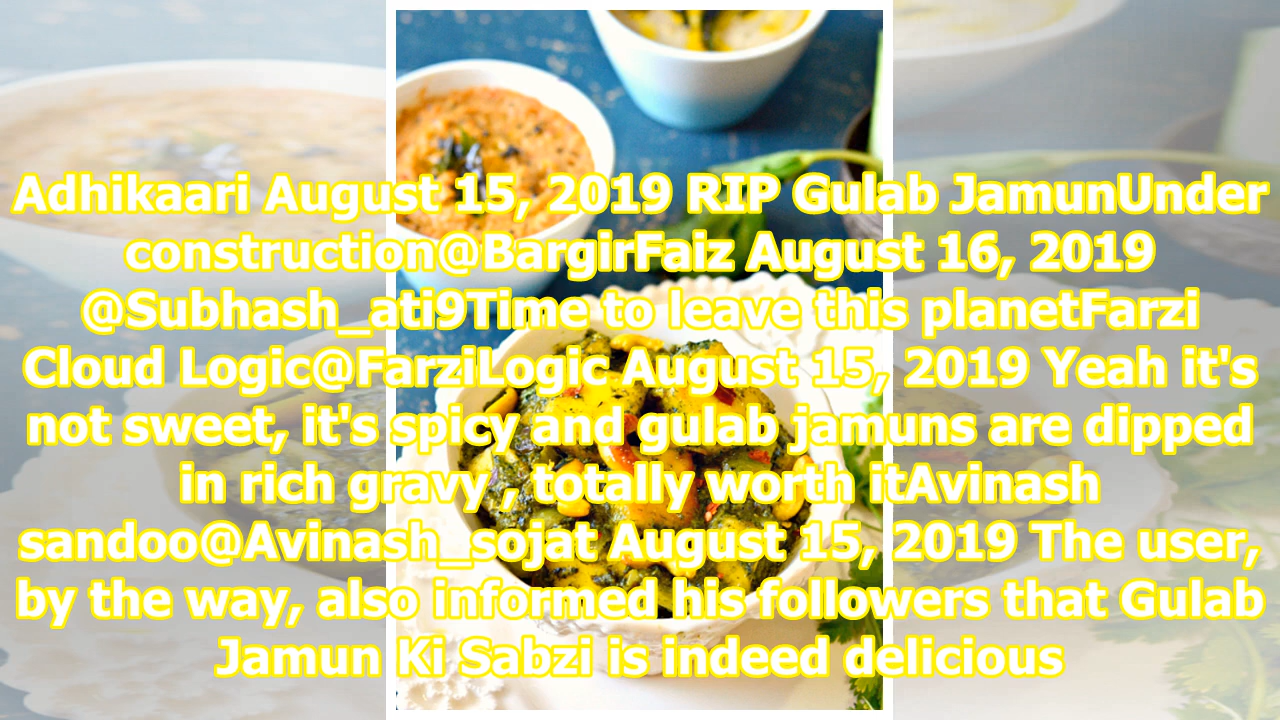 Adhikaari August 15, 2019 RIP Gulab JamunUnder
construction@BargirFaiz August 16, 2019
@Subhash_ati9Time to leave this planetFarzi
Cloud Logic@FarziLogic August 15, 2019 Yeah it's
not sweet, it's spicy and gulab jamuns are dipped
in rich gravy , totally worth itAvinash
sandoo@Avinash_sojat August 15, 2019 The user,
by the way, also informed his followers that Gulab
Jamun Ki Sabzi is indeed delicious